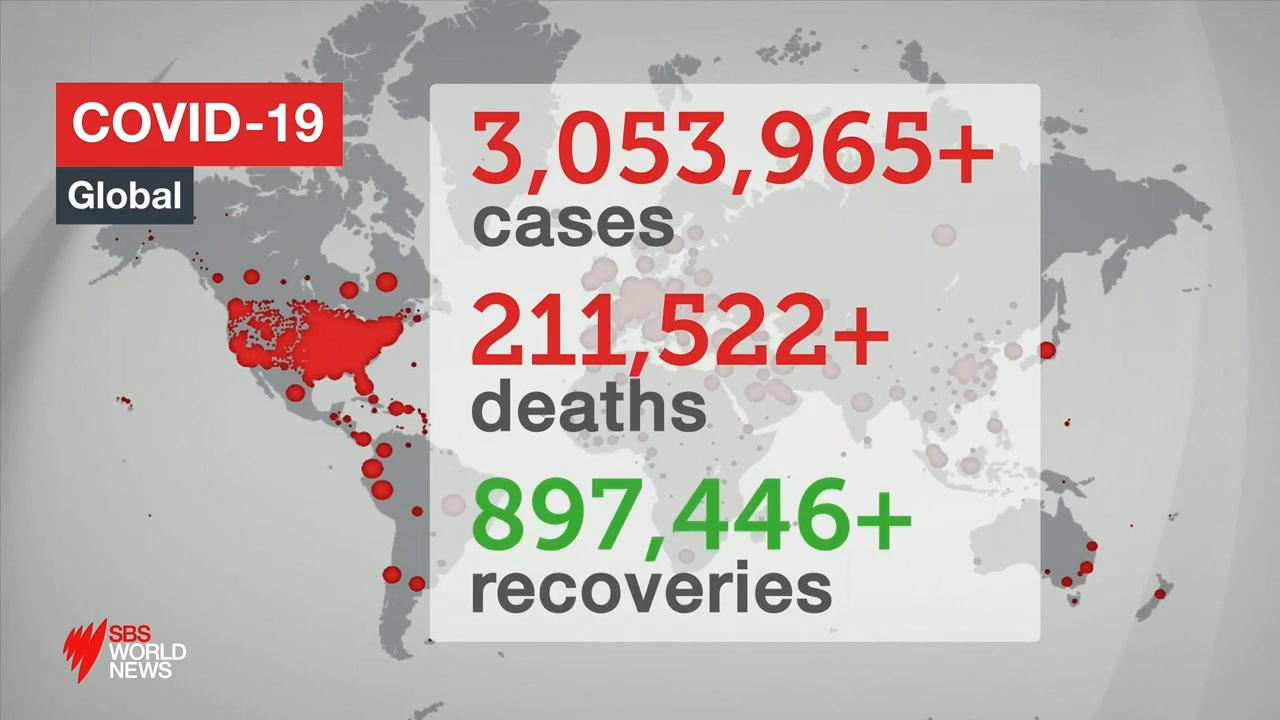 COVID-19
Global
3,053,965+
cases
211,522+
deaths
897,446+
recoveries
SBS
WORLD
NEWS